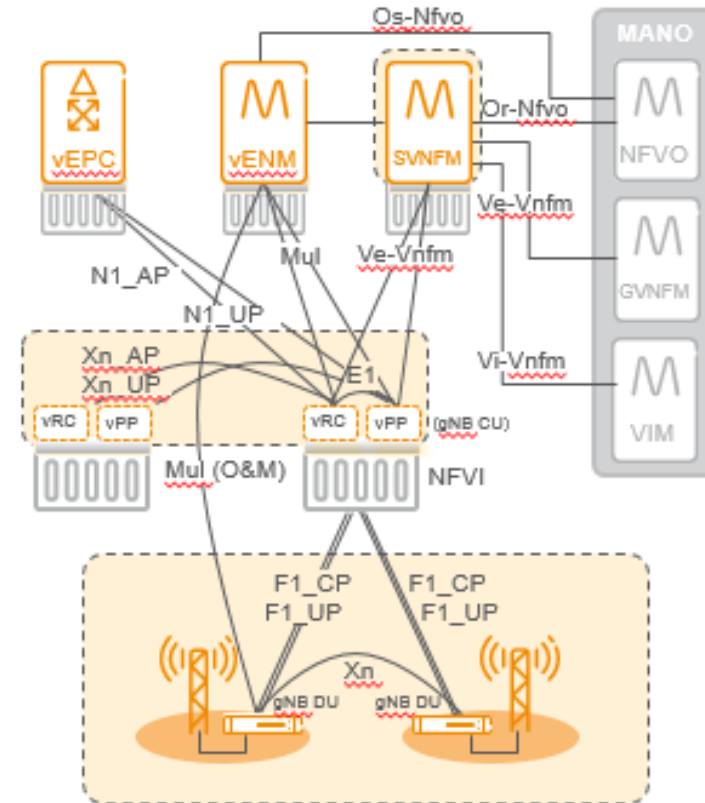 Os-Nfvo
MANO
vEPC
vENM
SVNFM
Or-Nfvo
NFVO
Ve-Vnfm
Mul
Ve-Vnfm
GVNFM
N1_AP
N1_UP
Xn_AP
Xn_UP
E1
Vi-Vnfm
vRC
vPP
vRC
vPP
(gNB CU)
VIM
Mul (O&M)
NFVI
F1_CP
F1_UP
F1_CP
F1_UP
Xn
gNB DU
gNB DU